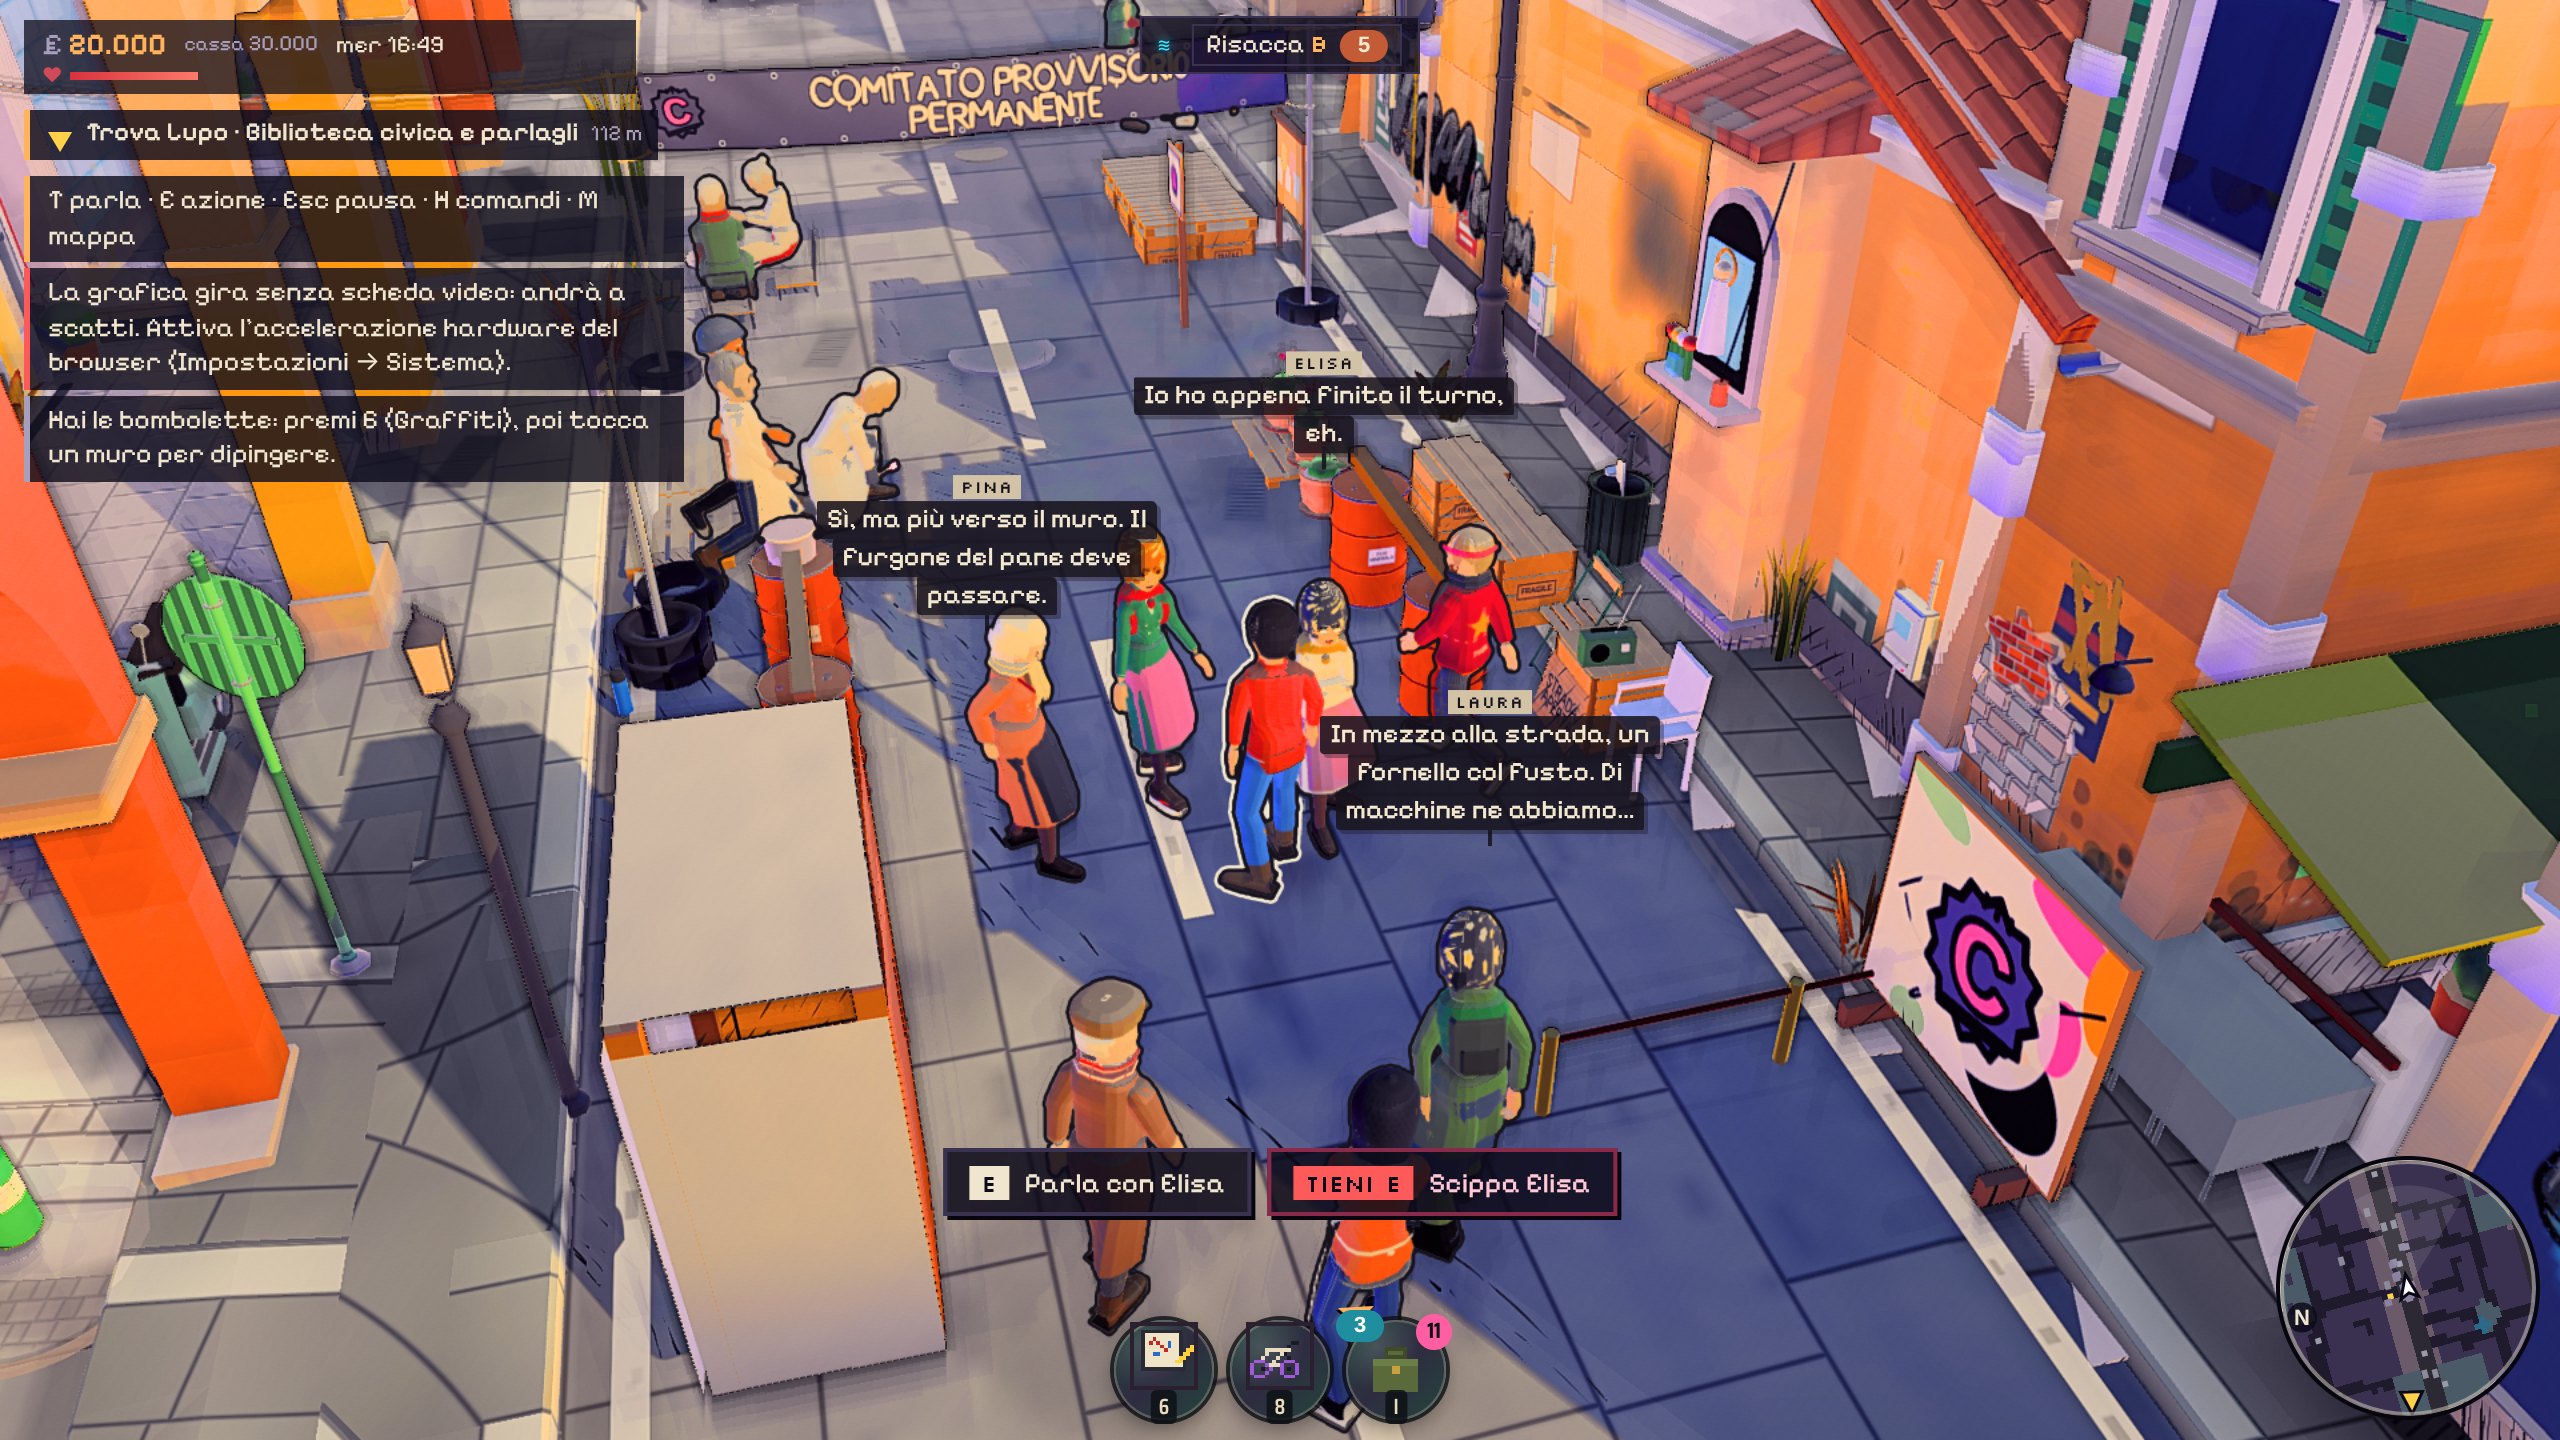 £ 80.000 cassa 30.000 mer 16:49
Risacca B 5
Trova Lupo · Biblioteca civica e parlagli 112 m
T parla · E azione · Esc pausa · H comandi · M
mappa
La grafica gira senza scheda video: andrà a
scatti. Attiva l'accelerazione hardware del
browser (Impostazioni → Sistema).
Hai le bombolette: premi 6 (Graffiti), poi tocca
un muro per dipingere.
C
COMITATO PROVVISORIO
PERMANENTE
ELISA
Io ho appena finito il turno,
eh.
PINA
Sì, ma più verso il muro. Il
furgone del pane deve
passare.
FRAGILE
LAURA
In mezzo alla strada, un
fornello col fusto. Di
macchine ne abbiamo...
C
E Parla con Elisa
TIENI E Scippa Elisa
3
11
6
8
I
N